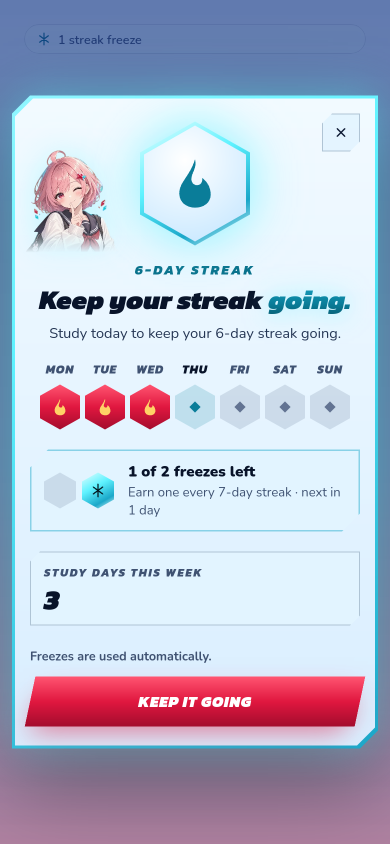 1 streak freeze
×
6-DAY STREAK
Keep your streak going.
Study today to keep your 6-day streak going.
MON TUE WED THU FRI SAT SUN
1 of 2 freezes left
Earn one every 7-day streak · next in
1 day
STUDY DAYS THIS WEEK
3
Freezes are used automatically.
KEEP IT GOING